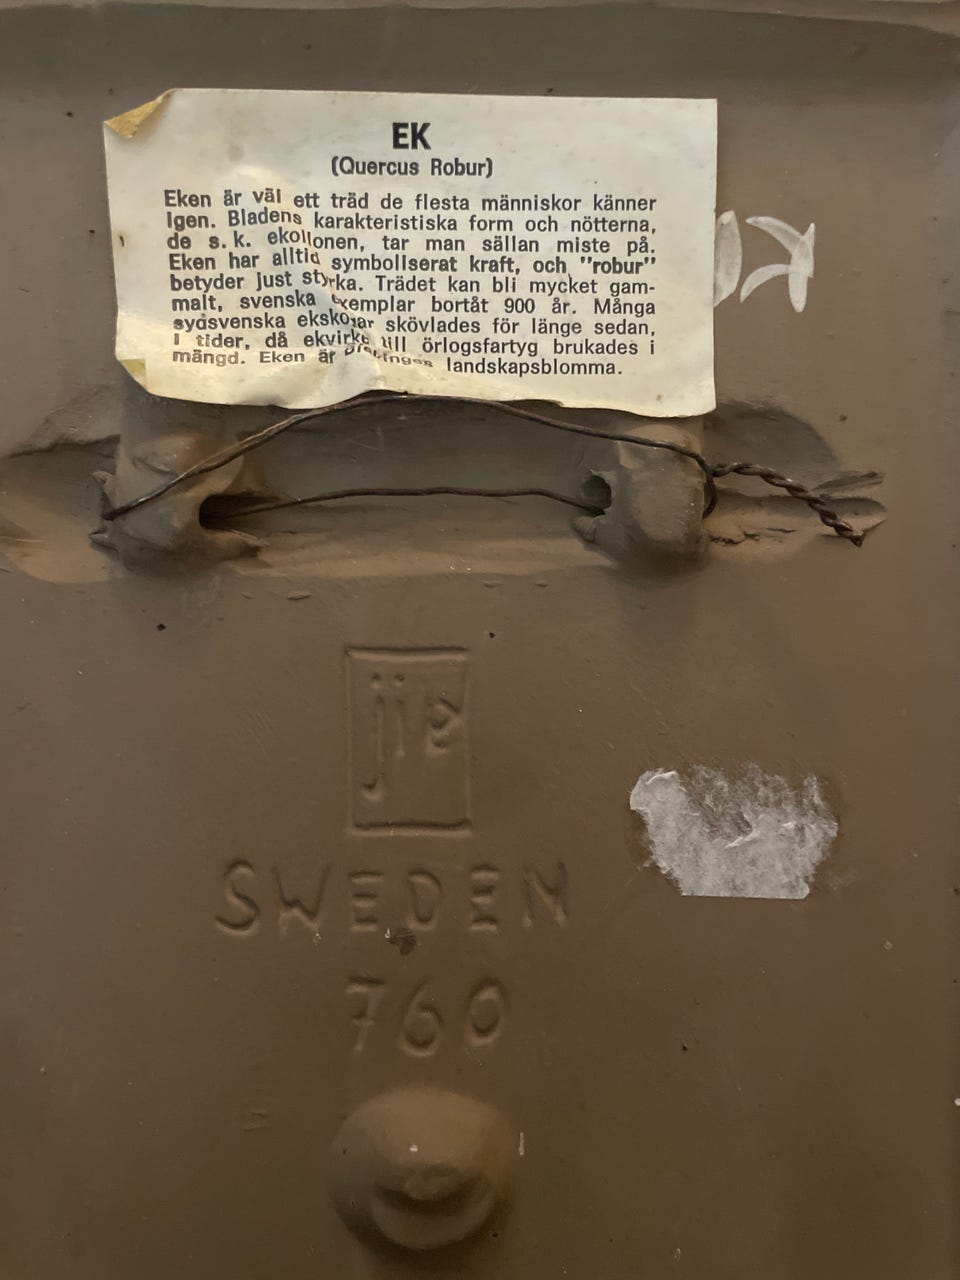 EK
(Quercus Robur)
Eken är väl ett träd de flesta människor känner
igen. Bladens karakteristiska form och nötterna,
de s. k. ekollonen, tar man sällan miste på.
Eken har alltid symboliserat kraft, och "robur"
betyder just styrka. Trädet kan bli mycket gam-
malt, svenska exemplar bortåt 900 år. Många
sydsvenska ekskogar skövlades för länge sedan,
i tider, då ekvirke till örlogsfartyg brukades i
mängd. Eken är Blekinges landskapsblomma.
jie
SWEDEN
760